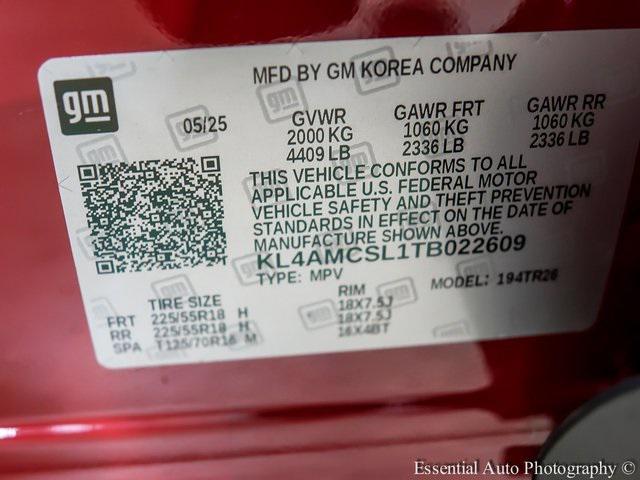 MFD BY GM KOREA COMPANY
gm
05/25
GVWR
2000 KG
4409 LB
GAWR FRT
1060 KG
2336 LB
GAWR RR
1060 KG
2336 LB
THIS VEHICLE CONFORMS TO ALL
APPLICABLE U.S. FEDERAL MOTOR
VEHICLE SAFETY AND THEFT PREVENTION
STANDARDS IN EFFECT ON THE DATE OF
MANUFACTURE SHOWN ABOVE.
KL4AMCSL1TB022609
TYPE: MPV
MODEL: 194TR26
TIRE SIZE
RIM
FRT 225/55R18 H 18X7.5J
RR 225/55R18 H 18X7.5J
SPA T125/70R16 M 16X4BT
Essential Auto Photography ©